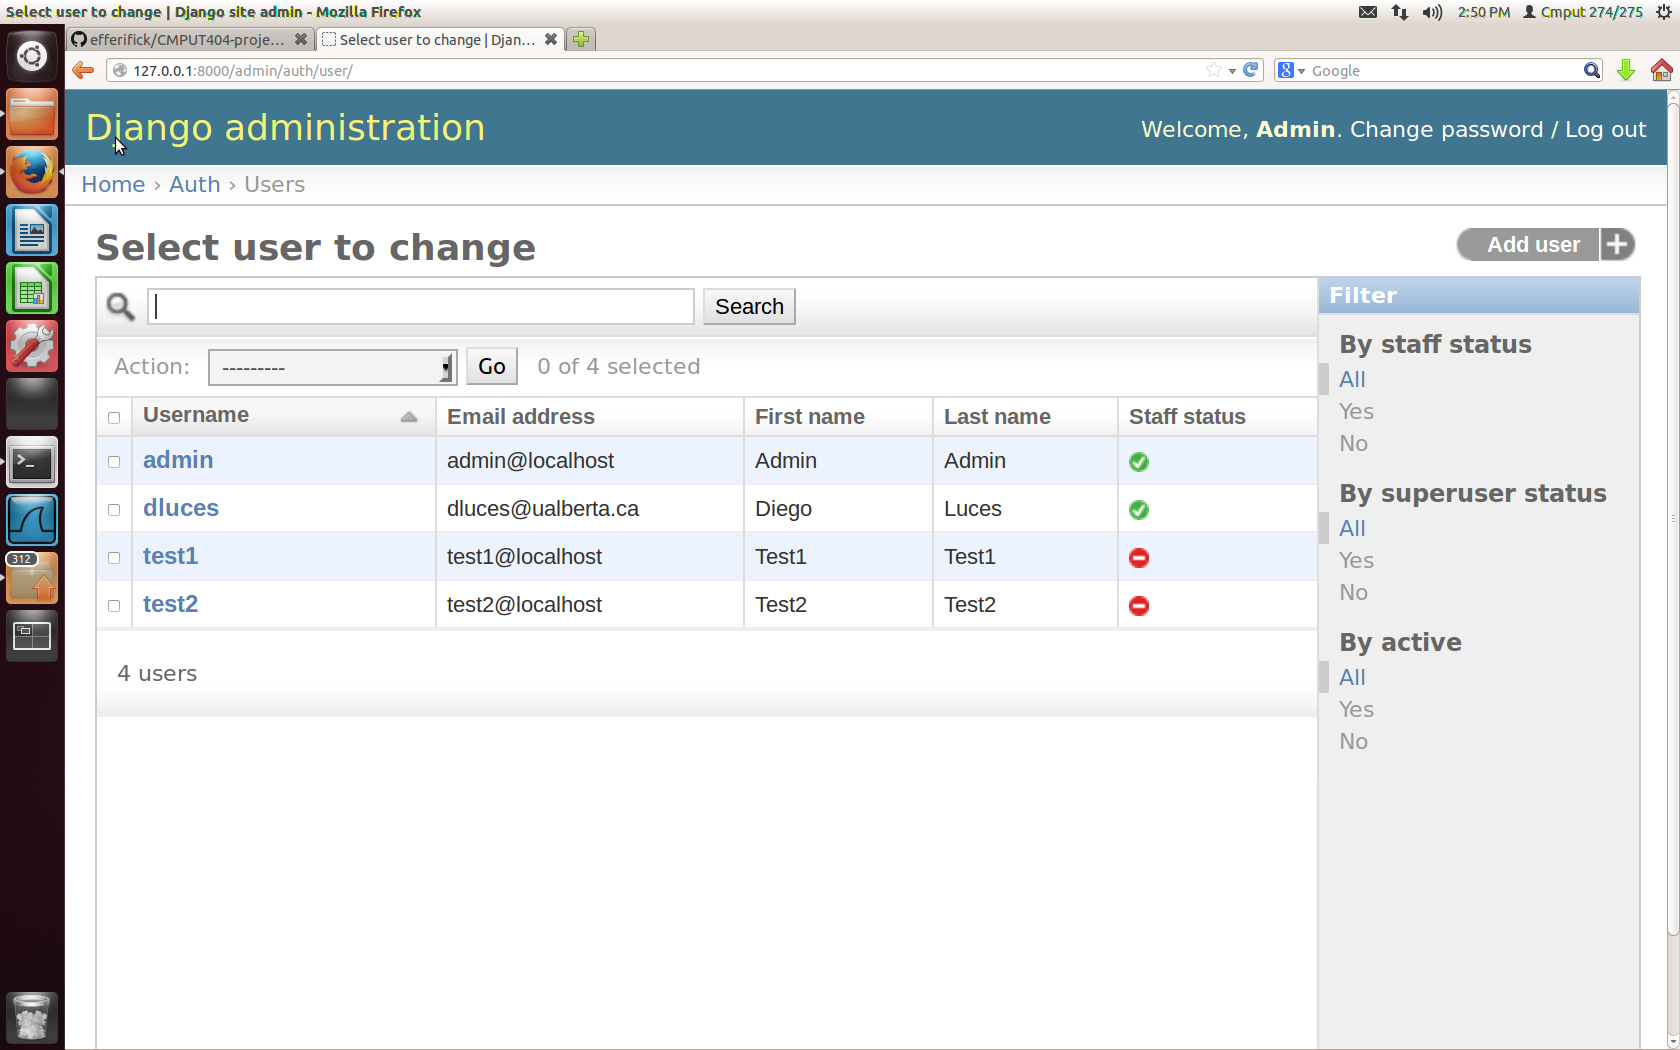 Select user to change | Django site admin - Mozilla Firefox
2:50 PM Cmput 274/275
efferifick/CMPUT404-proje...
Select user to change | Djan...
127.0.0.1:8000/admin/auth/user/
8 Google
Django administration
Welcome, Admin. Change password / Log out
Home › Auth › Users
Select user to change
Add user
Search
Filter
Action: --------- Go 0 of 4 selected
Username Email address First name Last name Staff status
admin admin@localhost Admin Admin
dluces dluces@ualberta.ca Diego Luces
test1 test1@localhost Test1 Test1
test2 test2@localhost Test2 Test2
4 users
By staff status
All
Yes
No
By superuser status
All
Yes
No
By active
All
Yes
No
312